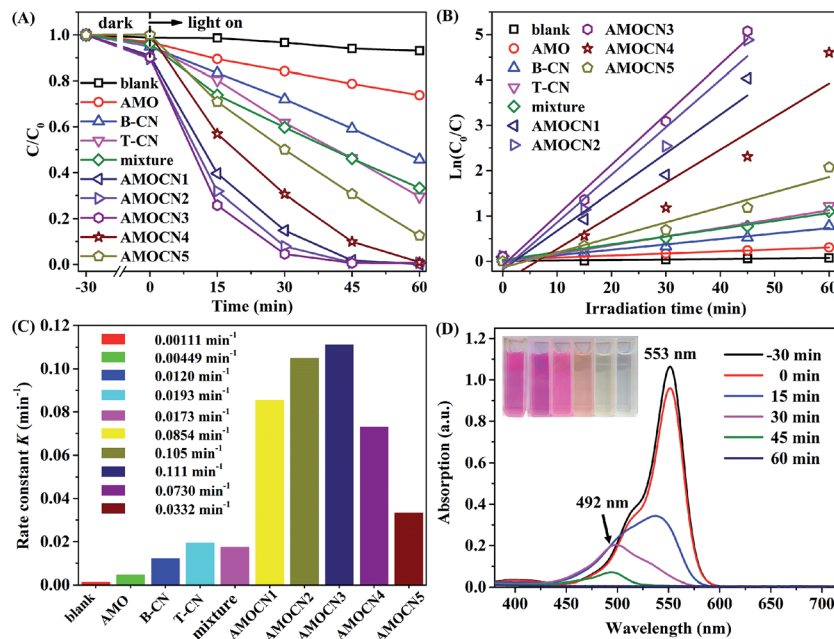 (A)
dark
light on
C/C0
1.0
0.8
0.6
0.4
0.2
0.0
blank
AMO
B-CN
T-CN
mixture
AMOCN1
AMOCN2
AMOCN3
AMOCN4
AMOCN5
-30 0 15 30 45 60
Time (min)
(B)
Ln(C0/C)
5
4
3
2
1
0
blank
AMO
B-CN
T-CN
mixture
AMOCN1
AMOCN2
AMOCN3
AMOCN4
AMOCN5
0 10 20 30 40 50 60
Irradiation time (min)
(C)
Rate constant K (min-1)
0.12
0.10
0.08
0.06
0.04
0.02
0.00
0.00111 min-1
0.00449 min-1
0.0120 min-1
0.0193 min-1
0.0173 min-1
0.0854 min-1
0.105 min-1
0.111 min-1
0.0730 min-1
0.0332 min-1
blank
AMO
B-CN
T-CN
mixture
AMOCN1
AMOCN2
AMOCN3
AMOCN4
AMOCN5
(D)
Absorption (a.u.)
1.2
1.0
0.8
0.6
0.4
0.2
0.0
553 nm
492 nm
-30 min
0 min
15 min
30 min
45 min
60 min
400 450 500 550 600 650 700
Wavelength (nm)